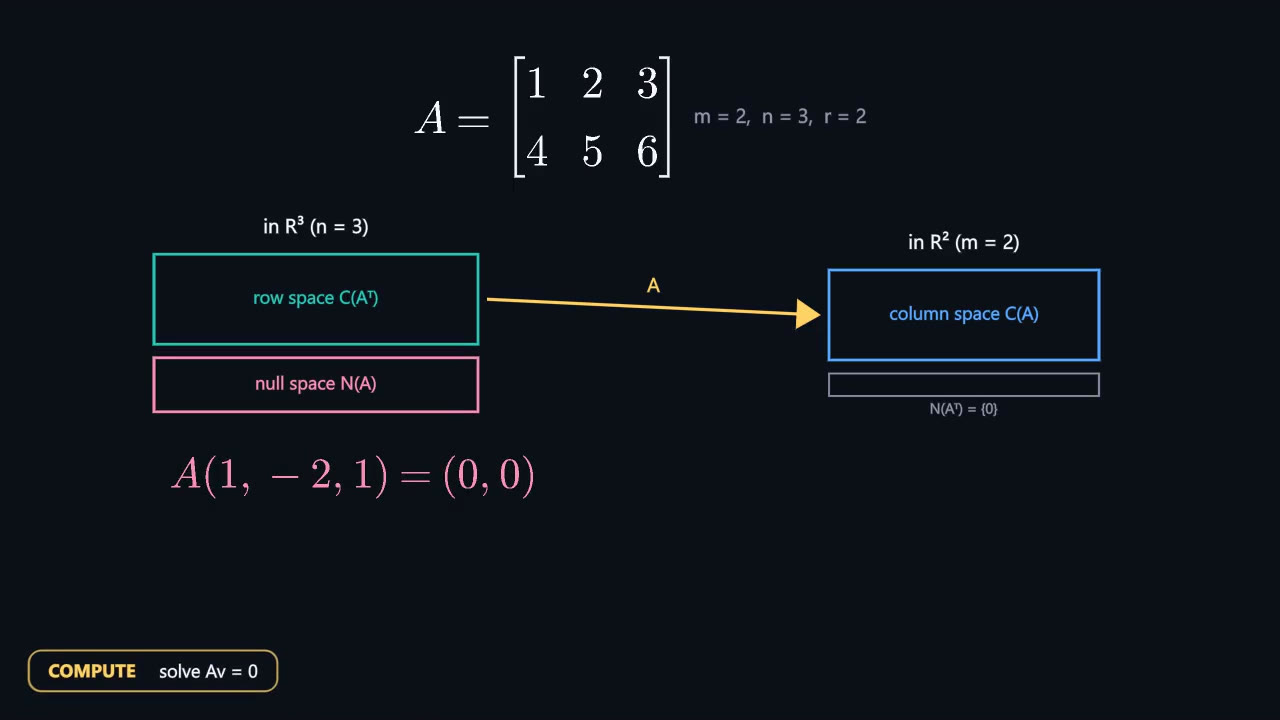 A = [1 2 3
4 5 6]
m = 2, n = 3, r = 2
in R³ (n = 3)
in R² (m = 2)
row space C(Aᵀ)
A
column space C(A)
null space N(A)
N(Aᵀ) = {0}
A(1, −2, 1) = (0, 0)
COMPUTE solve Av = 0